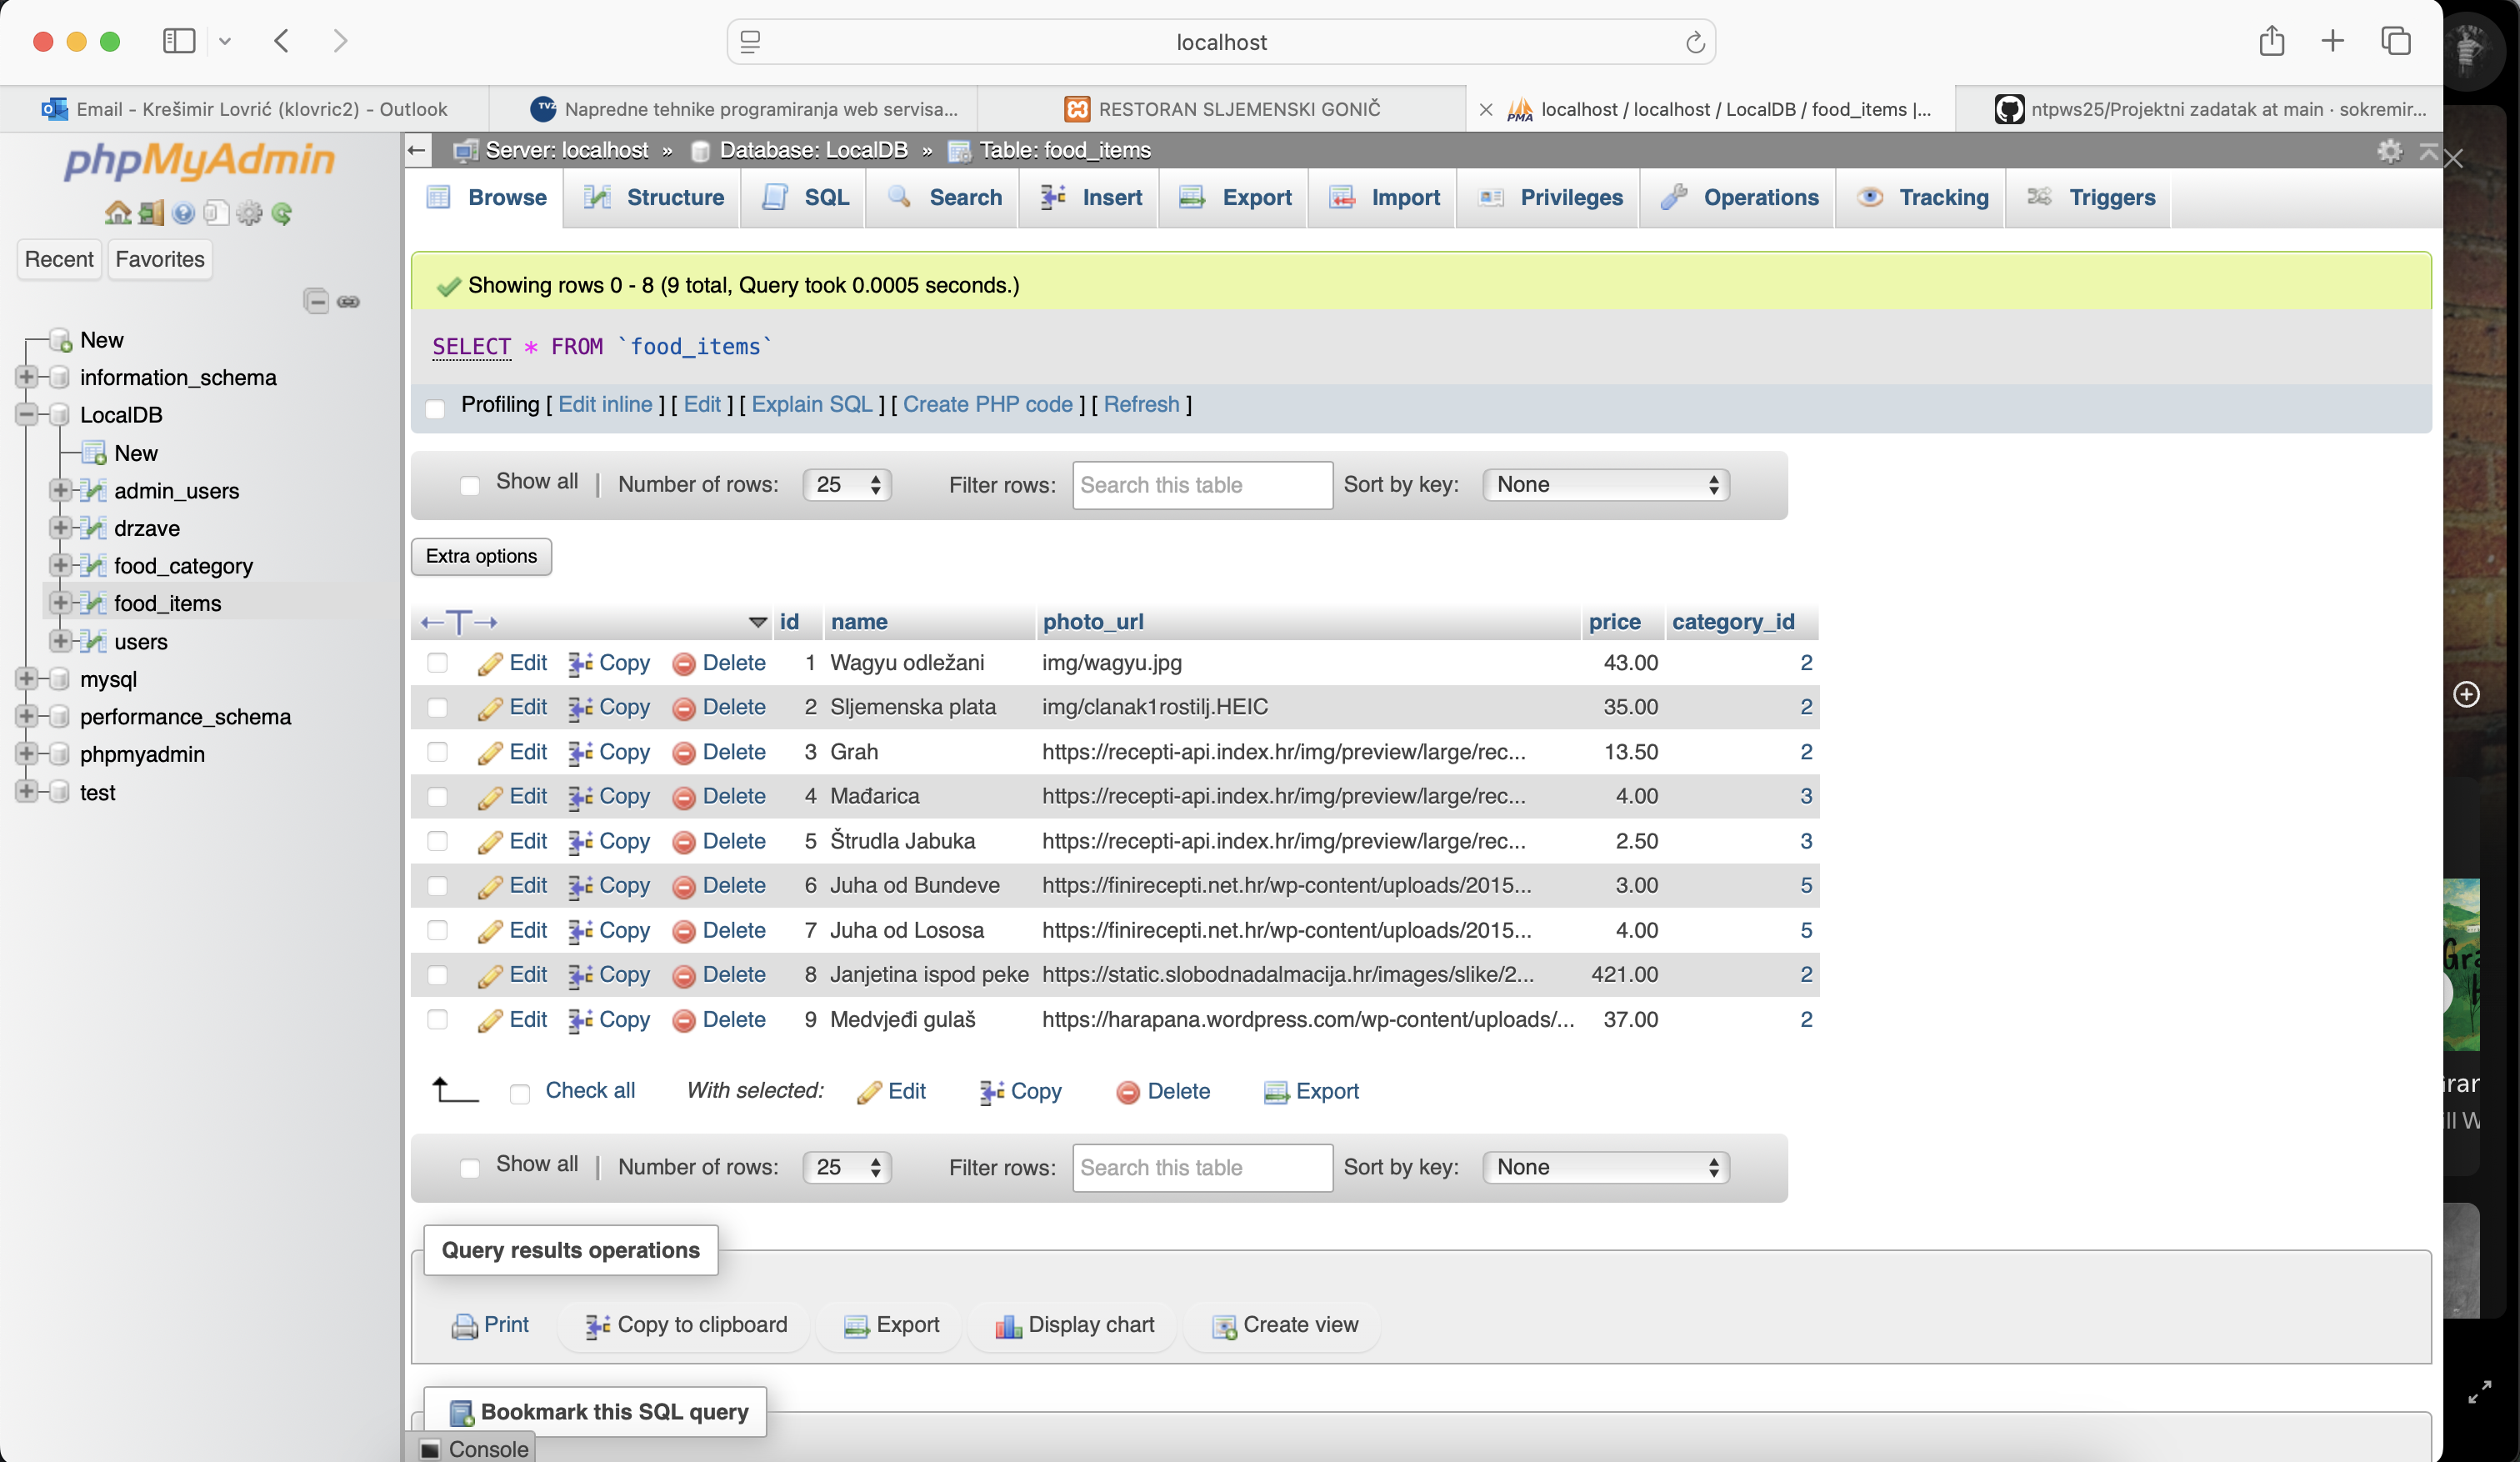 localhost
Email - Krešimir Lovrić (klovric2) - Outlook
Napredne tehnike programiranja web servisa...
RESTORAN SLJEMENSKI GONIČ
localhost / localhost / LocalDB / food_items |...
ntpws25/Projektni zadatak at main · sokremir...
phpMyAdmin
Recent Favorites
New
information_schema
LocalDB
New
admin_users
drzave
food_category
food_items
users
mysql
performance_schema
phpmyadmin
test
Server: localhost » Database: LocalDB » Table: food_items
Browse Structure SQL Search Insert Export Import Privileges Operations Tracking Triggers
Showing rows 0 - 8 (9 total, Query took 0.0005 seconds.)
SELECT * FROM `food_items`
Profiling [ Edit inline ] [ Edit ] [ Explain SQL ] [ Create PHP code ] [ Refresh ]
Show all | Number of rows: 25 Filter rows: Search this table Sort by key: None
Extra options
←T→ id name photo_url price category_id
Edit Copy Delete 1 Wagyu odležani img/wagyu.jpg 43.00 2
Edit Copy Delete 2 Sljemenska plata img/clanak1rostilj.HEIC 35.00 2
Edit Copy Delete 3 Grah https://recepti-api.index.hr/img/preview/large/rec... 13.50 2
Edit Copy Delete 4 Mađarica https://recepti-api.index.hr/img/preview/large/rec... 4.00 3
Edit Copy Delete 5 Štrudla Jabuka https://recepti-api.index.hr/img/preview/large/rec... 2.50 3
Edit Copy Delete 6 Juha od Bundeve https://finirecepti.net.hr/wp-content/uploads/2015... 3.00 5
Edit Copy Delete 7 Juha od Lososa https://finirecepti.net.hr/wp-content/uploads/2015... 4.00 5
Edit Copy Delete 8 Janjetina ispod peke https://static.slobodnadalmacija.hr/images/slike/2... 421.00 2
Edit Copy Delete 9 Medvjeđi gulaš https://harapana.wordpress.com/wp-content/uploads/... 37.00 2
Check all With selected: Edit Copy Delete Export
Show all | Number of rows: 25 Filter rows: Search this table Sort by key: None
Query results operations
Print Copy to clipboard Export Display chart Create view
Bookmark this SQL query
Console